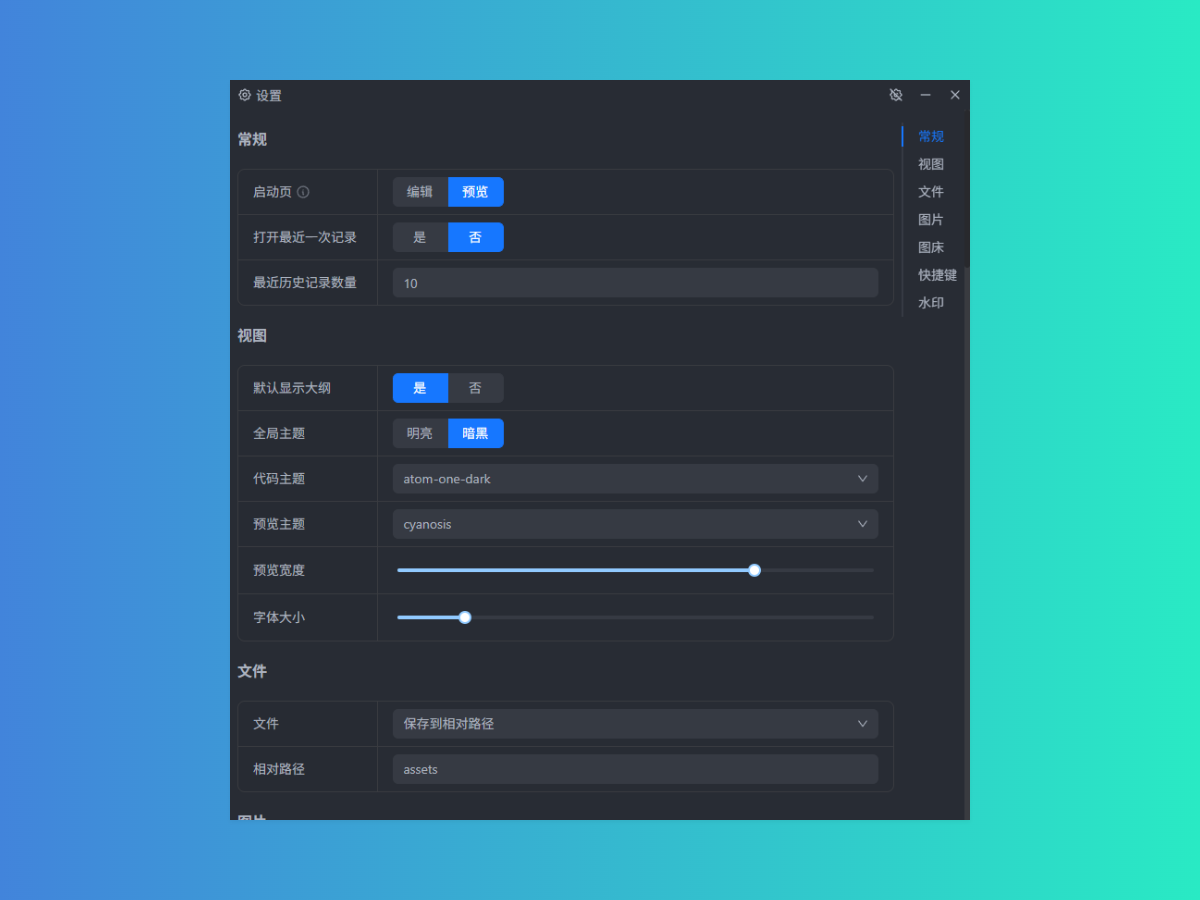 设置
常规
启动页
编辑 预览
打开最近一次记录
是 否
最近历史记录数量
10
视图
默认显示大纲
是 否
全局主题
明亮 暗黑
代码主题
atom-one-dark
预览主题
cyanosis
预览宽度
字体大小
文件
文件
保存到相对路径
相对路径
assets
图片
常规
视图
文件
图片
图床
快捷键
水印